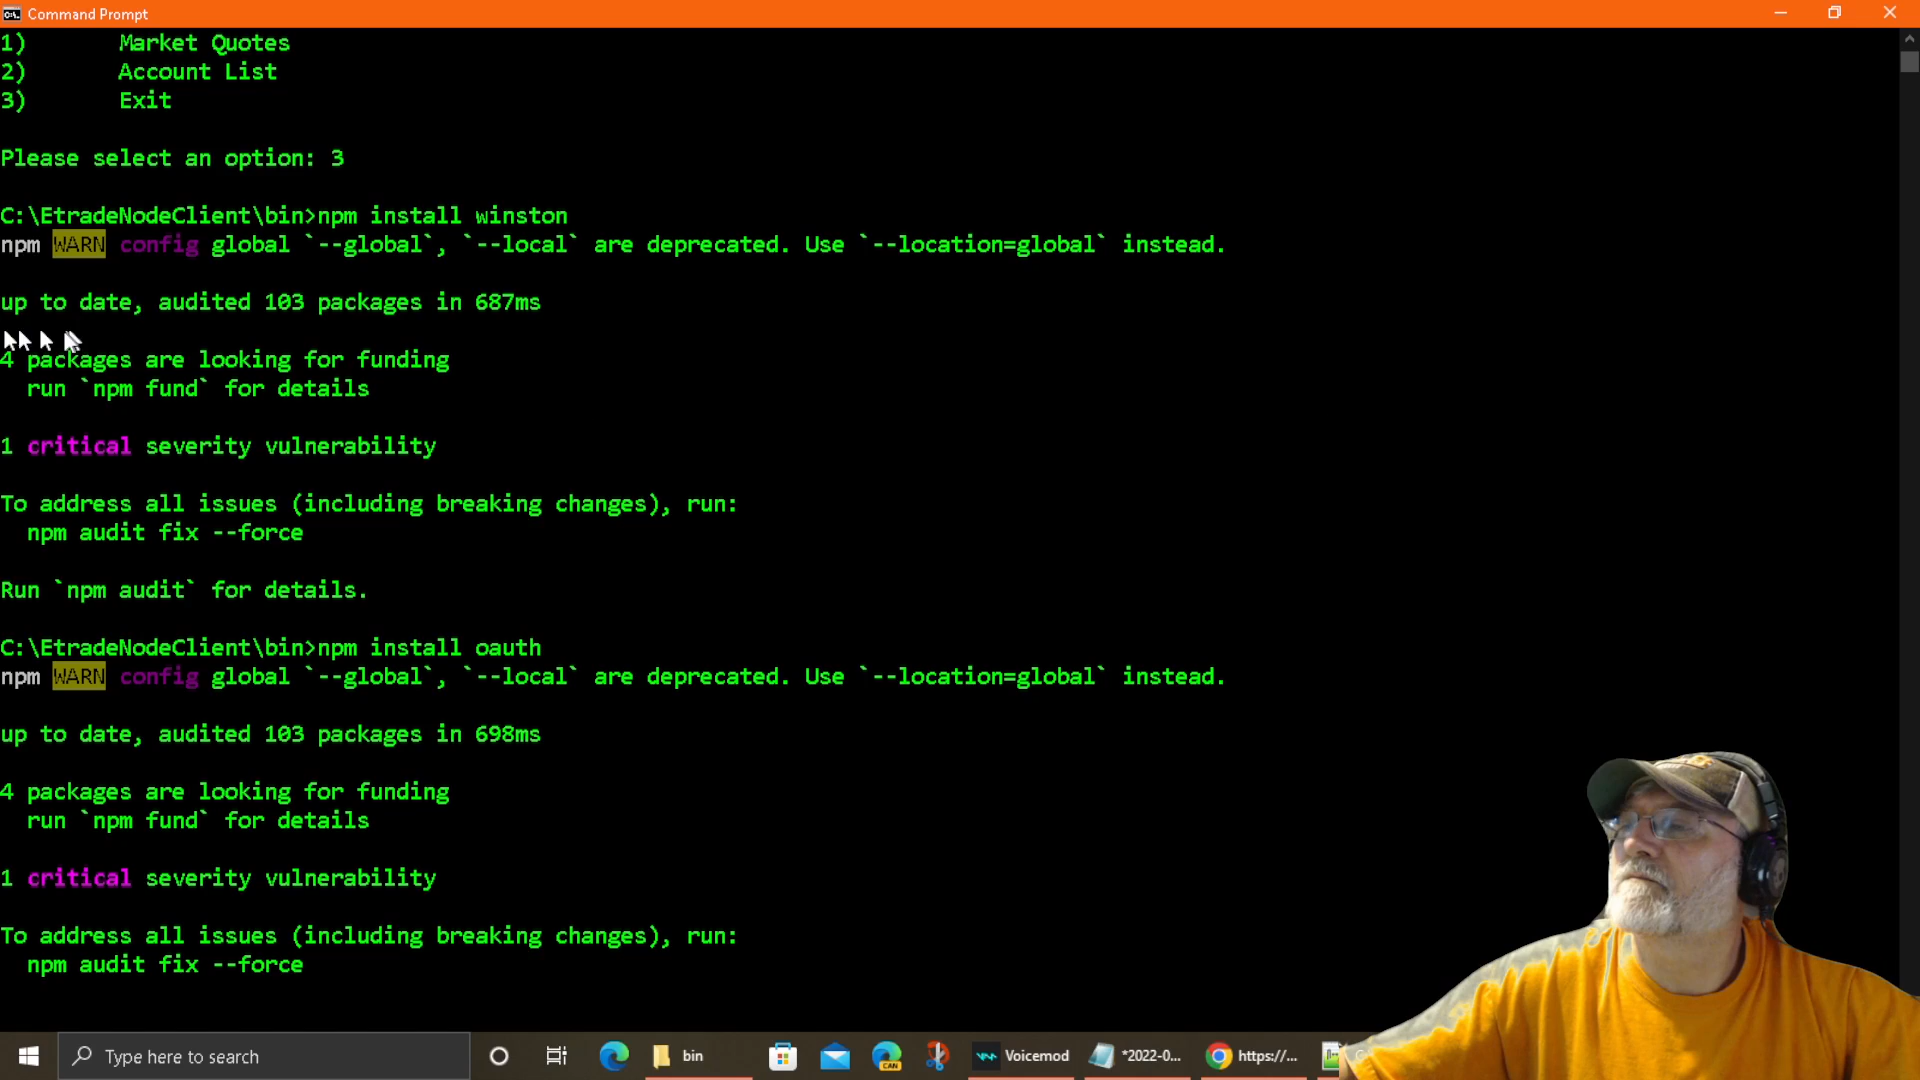 Command Prompt
1) Market Quotes
2) Account List
3) Exit
Please select an option: 3
C:\EtradeNodeClient\bin>npm install winston
npm WARN config global `--global`, `--local` are deprecated. Use `--location=global` instead.
up to date, audited 103 packages in 687ms
4 packages are looking for funding
run `npm fund` for details
1 critical severity vulnerability
To address all issues (including breaking changes), run:
npm audit fix --force
Run `npm audit` for details.
C:\EtradeNodeClient\bin>npm install oauth
npm WARN config global `--global`, `--local` are deprecated. Use `--location=global` instead.
up to date, audited 103 packages in 698ms
4 packages are looking for funding
run `npm fund` for details
1 critical severity vulnerability
To address all issues (including breaking changes), run:
npm audit fix --force
Type here to search
bin
CAN
Voicemod
*2022-0...
https://...